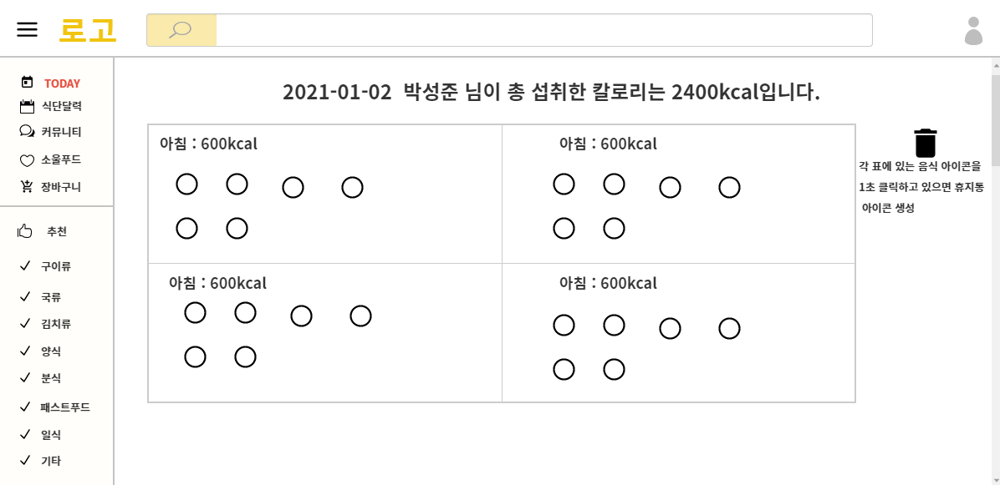 로고
TODAY
식단달력
커뮤니티
소울푸드
장바구니
추천
구이류
국류
김치류
양식
분식
패스트푸드
일식
기타
2021-01-02 박성준 님이 총 섭취한 칼로리는 2400kcal입니다.
아침 : 600kcal
아침 : 600kcal
아침 : 600kcal
아침 : 600kcal
각 표에 있는 음식 아이콘을
1초 클릭하고 있으면 휴지통
아이콘 생성